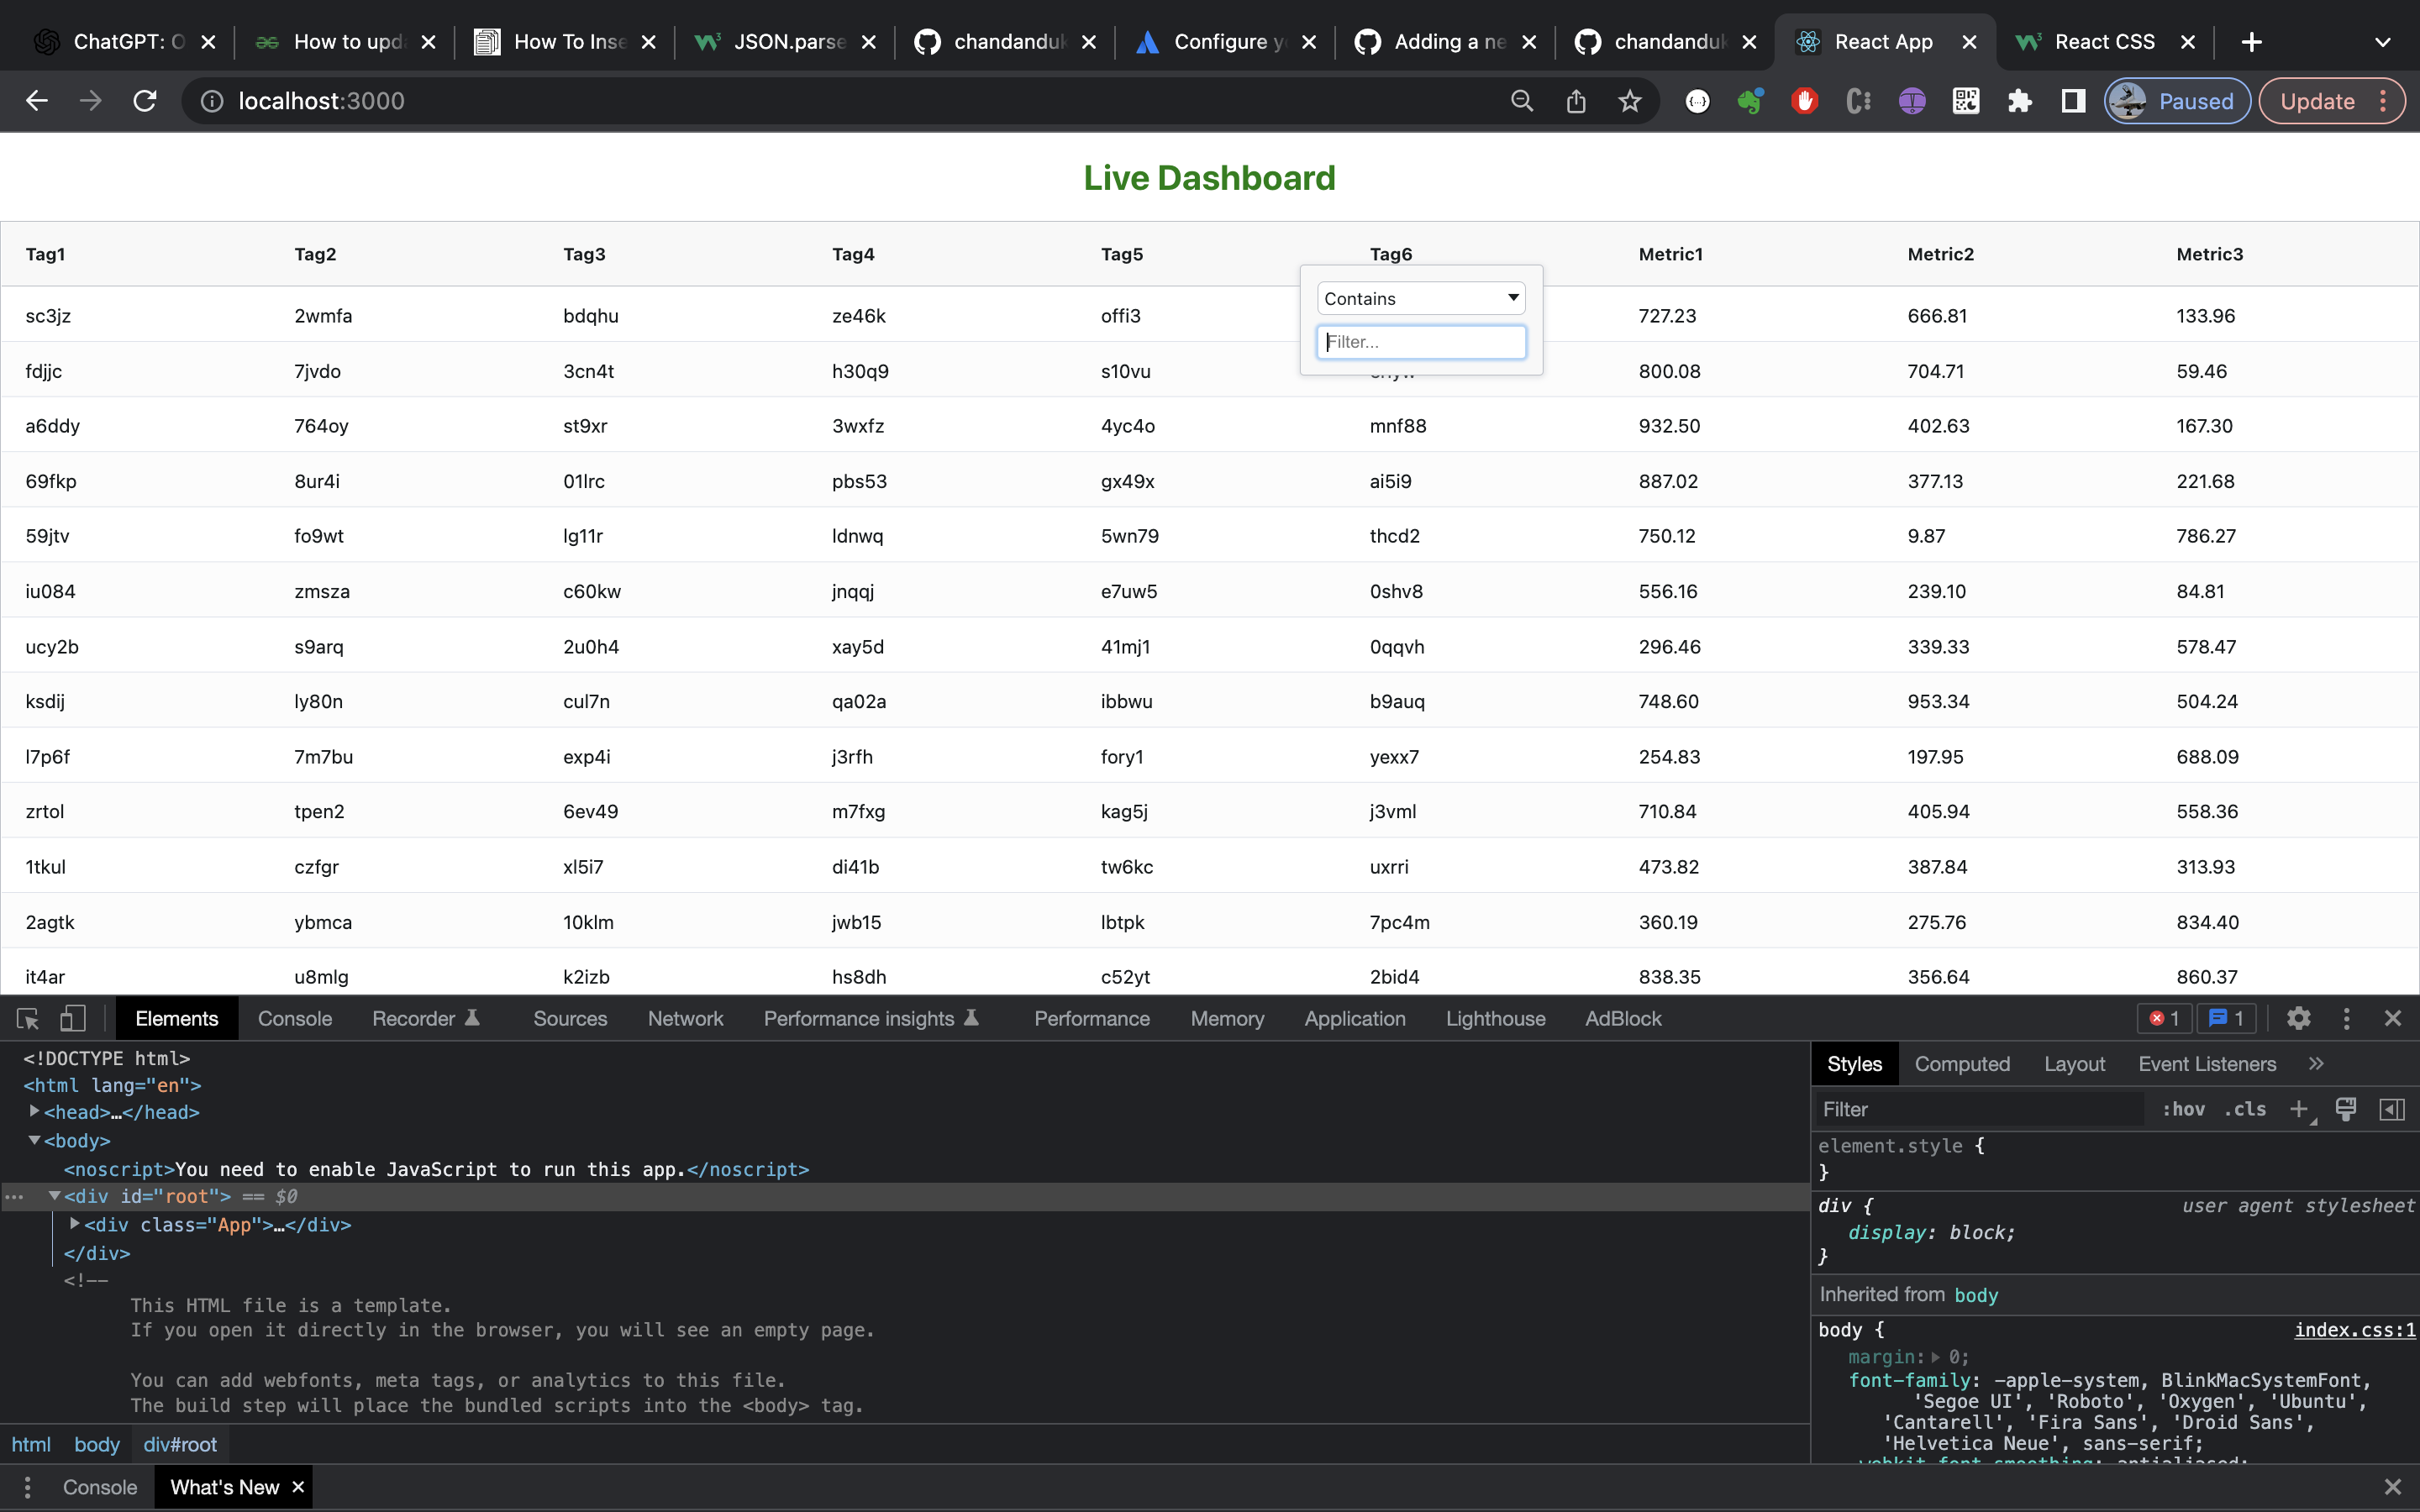 ChatGPT: O How to upd How To Inse JSON.parse chandanduk Configure y Adding a ne chandanduk React App React CSS
localhost:3000 Paused Update
Live Dashboard
Tag1 Tag2 Tag3 Tag4 Tag5 Tag6 Metric1 Metric2 Metric3
Contains
Filter...
sc3jz 2wmfa bdqhu ze46k offi3 727.23 666.81 133.96
fdjjc 7jvdo 3cn4t h30q9 s10vu 800.08 704.71 59.46
a6ddy 764oy st9xr 3wxfz 4yc4o mnf88 932.50 402.63 167.30
69fkp 8ur4i 01lrc pbs53 gx49x ai5i9 887.02 377.13 221.68
59jtv fo9wt lg11r ldnwq 5wn79 thcd2 750.12 9.87 786.27
iu084 zmsza c60kw jnqqj e7uw5 0shv8 556.16 239.10 84.81
ucy2b s9arq 2u0h4 xay5d 41mj1 0qqvh 296.46 339.33 578.47
ksdij ly80n cul7n qa02a ibbwu b9auq 748.60 953.34 504.24
l7p6f 7m7bu exp4i j3rfh fory1 yexx7 254.83 197.95 688.09
zrtol tpen2 6ev49 m7fxg kag5j j3vml 710.84 405.94 558.36
1tkul czfgr xl5i7 di41b tw6kc uxrri 473.82 387.84 313.93
2agtk ybmca 10klm jwb15 lbtpk 7pc4m 360.19 275.76 834.40
it4ar u8mlg k2izb hs8dh c52yt 2bid4 838.35 356.64 860.37
Elements Console Recorder Sources Network Performance insights Performance Memory Application Lighthouse AdBlock 1 1
<!DOCTYPE html>
<html lang="en">
<head>…</head>
<body>
<noscript>You need to enable JavaScript to run this app.</noscript>
<div id="root"> == $0
<div class="App">…</div>
</div>
<!--
This HTML file is a template.
If you open it directly in the browser, you will see an empty page.
You can add webfonts, meta tags, or analytics to this file.
The build step will place the bundled scripts into the <body> tag.
html body div#root
Styles Computed Layout Event Listeners »
Filter :hov .cls +
element.style {
}
div { user agent stylesheet
display: block;
}
Inherited from body
body { index.css:1
margin: 0;
font-family: -apple-system, BlinkMacSystemFont,
'Segoe UI', 'Roboto', 'Oxygen', 'Ubuntu',
'Cantarell', 'Fira Sans', 'Droid Sans',
'Helvetica Neue', sans-serif;
-webkit-font-smoothing: antialiased;
Console What's New